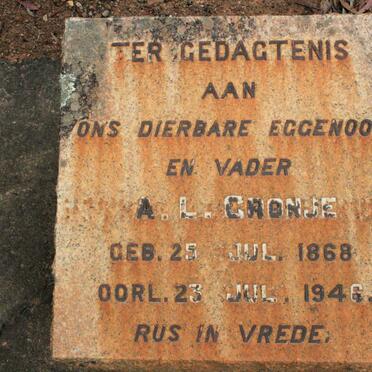 TER GEDAGTENIS
AAN
ONS DIERBARE EGGENOO
EN VADER
A. L. CRONJE
GEB. 25 JUL. 1868
OORL. 23 JUL. 1946.
RUS IN VREDE.